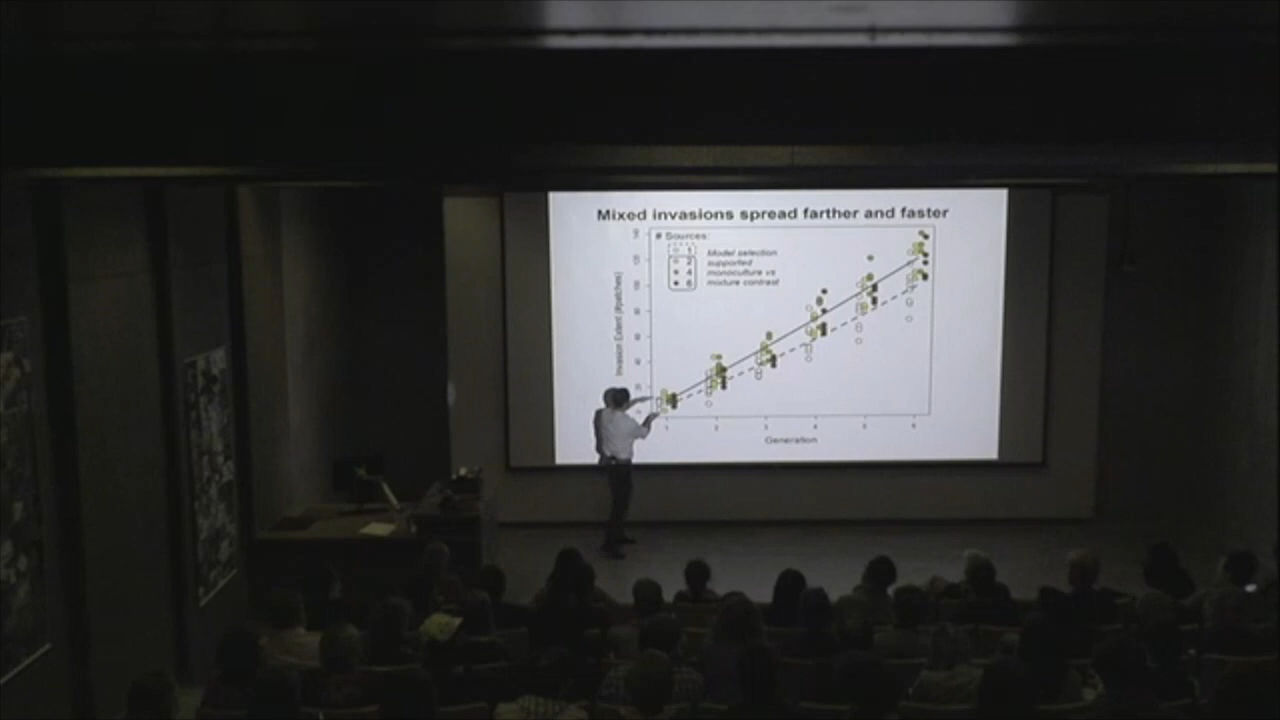 Mixed invasions spread farther and faster
# Sources:
1 Model selection
2 supported
4 monoculture vs
6 mixture contrast
Invasion Extent (#patches)
1 2 3 4 5 6
Generation